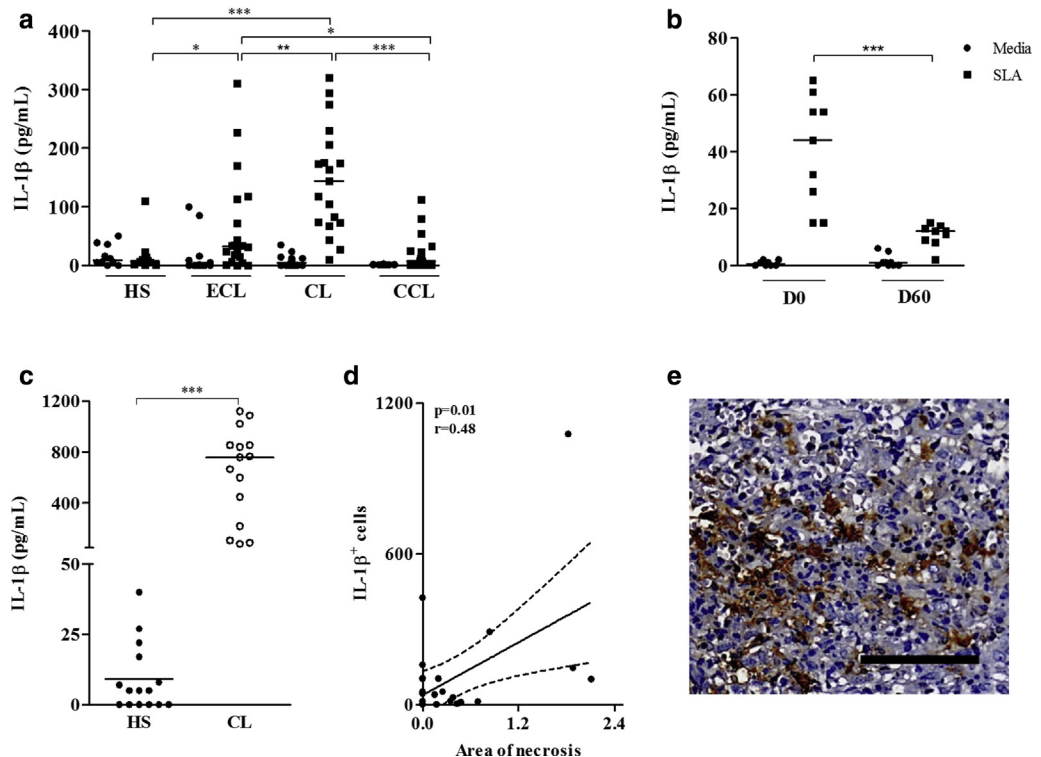 a
IL-1β (pg/mL)
400
300
200
100
0
***
*
* ** ***
HS ECL CL CCL
b
IL-1β (pg/mL)
80
60
40
20
0
***
D0 D60
Media
SLA
c
IL-1β (pg/mL)
1200
800
400
50
25
0
***
HS CL
d
IL-1β+ cells
1200
600
0
p=0.01
r=0.48
0.0 1.2 2.4
Area of necrosis
e